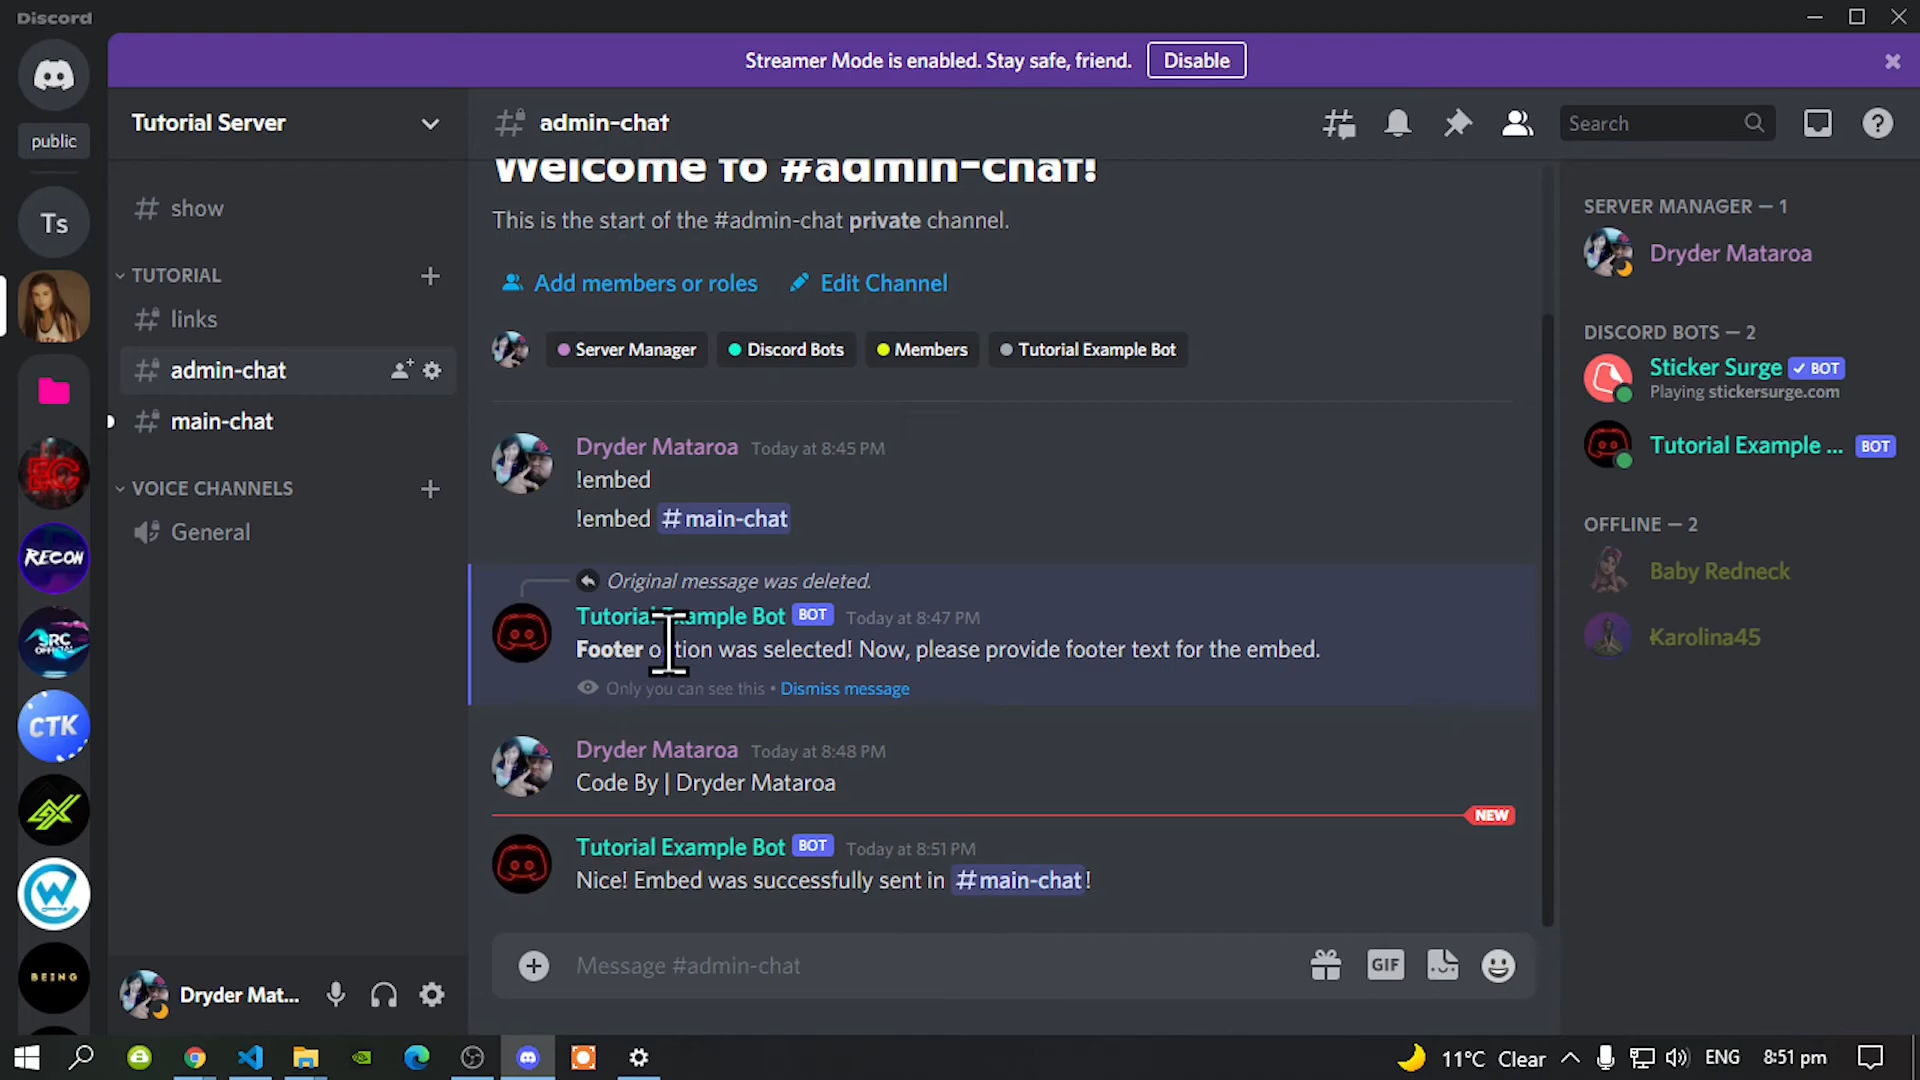 Discord
Streamer Mode is enabled. Stay safe, friend.
Disable
public
Ts
EC
RECON
SRC
OFFICIAL
CTK
BEING
Tutorial Server
show
TUTORIAL
links
admin-chat
main-chat
VOICE CHANNELS
General
Dryder Mat...
admin-chat
Search
Welcome to #admin-chat!
This is the start of the #admin-chat private channel.
Add members or roles
Edit Channel
Server Manager
Discord Bots
Members
Tutorial Example Bot
Dryder Mataroa Today at 8:45 PM
!embed
!embed #main-chat
Original message was deleted.
Tutorial Example Bot BOT Today at 8:47 PM
Footer option was selected! Now, please provide footer text for the embed.
Only you can see this • Dismiss message
Dryder Mataroa Today at 8:48 PM
Code By | Dryder Mataroa
NEW
Tutorial Example Bot BOT Today at 8:51 PM
Nice! Embed was successfully sent in #main-chat!
Message #admin-chat
GIF
SERVER MANAGER — 1
Dryder Mataroa
DISCORD BOTS — 2
Sticker Surge ✓ BOT
Playing stickersurge.com
Tutorial Example ... BOT
OFFLINE — 2
Baby Redneck
Karolina45
11°C Clear
ENG
8:51 pm